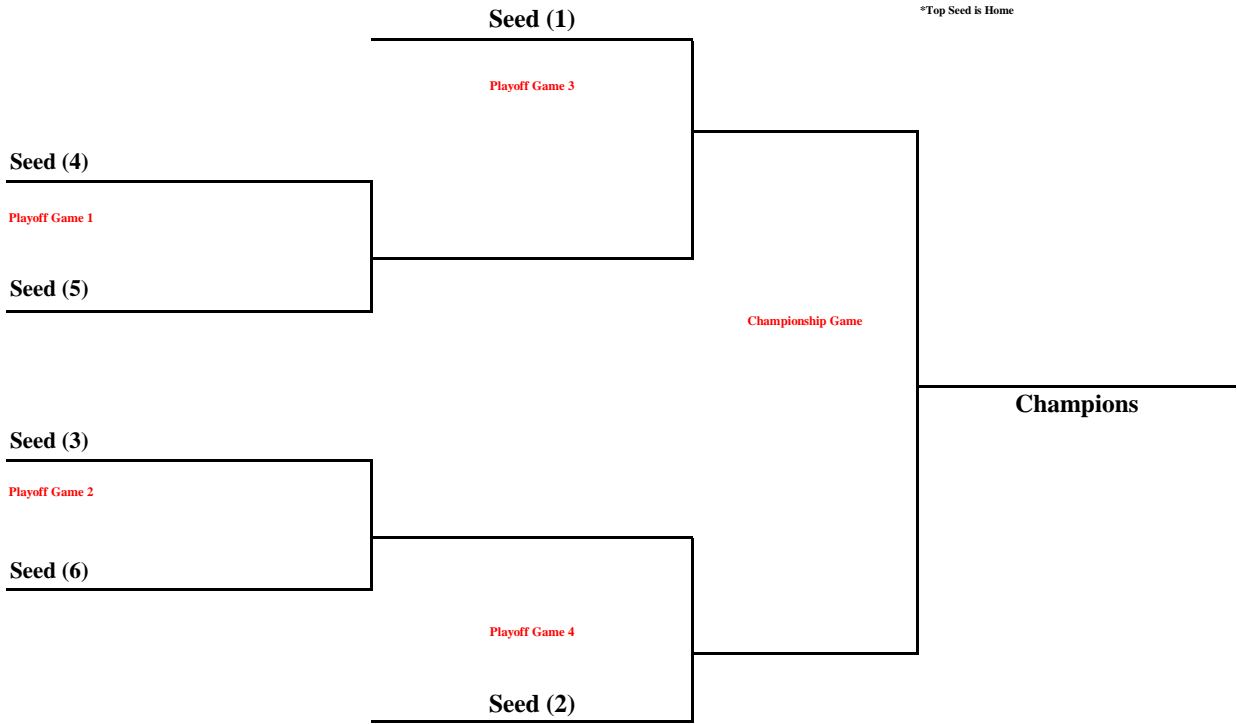 *Top Seed is Home
Seed (1)
Playoff Game 3
Seed (4)
Playoff Game 1
Seed (5)
Championship Game
Champions
Seed (3)
Playoff Game 2
Seed (6)
Playoff Game 4
Seed (2)